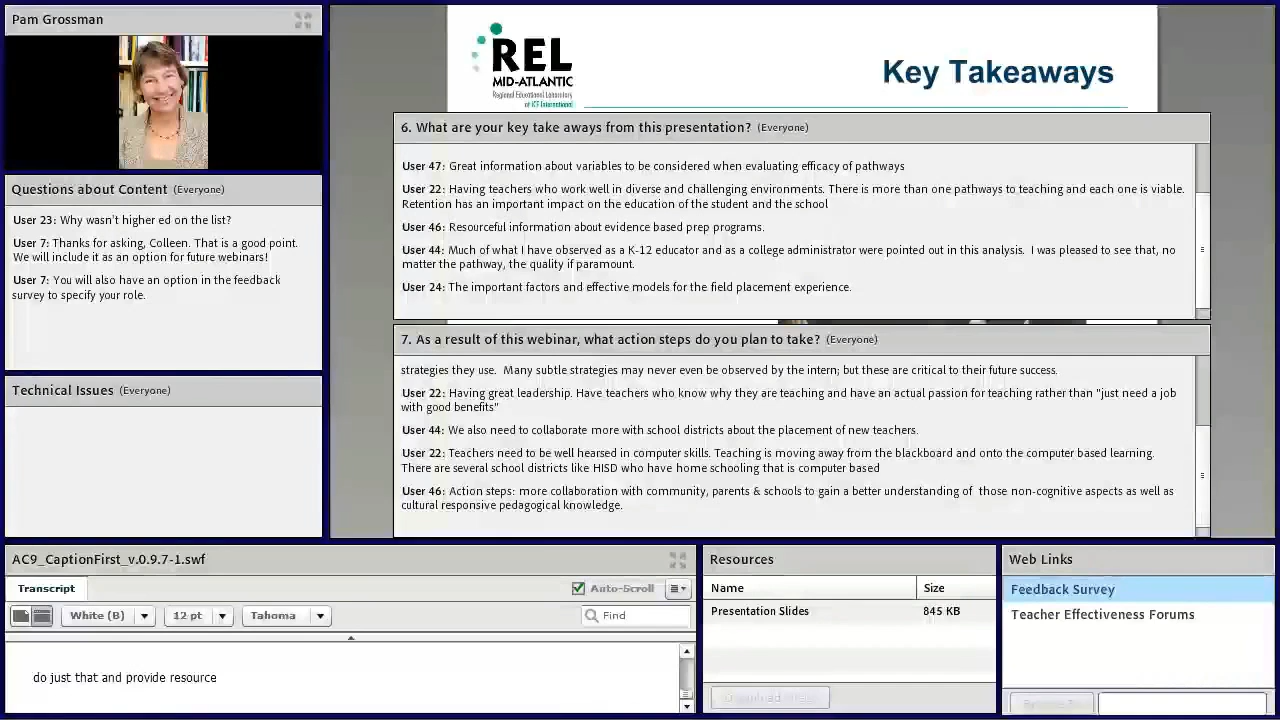 Pam Grossman
REL
MID-ATLANTIC
Regional Educational Laboratory
at ICF International
Key Takeaways
Questions about Content (Everyone)
User 23: Why wasn't higher ed on the list?
User 7: Thanks for asking, Colleen. That is a good point.
We will include it as an option for future webinars!
User 7: You will also have an option in the feedback
survey to specify your role.
Technical Issues (Everyone)
6. What are your key take aways from this presentation? (Everyone)
User 47: Great information about variables to be considered when evaluating efficacy of pathways
User 22: Having teachers who work well in diverse and challenging environments. There is more than one pathways to teaching and each one is viable.
Retention has an important impact on the education of the student and the school
User 46: Resourceful information about evidence based prep programs.
User 44: Much of what I have observed as a K-12 educator and as a college administrator were pointed out in this analysis. I was pleased to see that, no
matter the pathway, the quality if paramount.
User 24: The important factors and effective models for the field placement experience.
7. As a result of this webinar, what action steps do you plan to take? (Everyone)
strategies they use. Many subtle strategies may never even be observed by the intern; but these are critical to their future success.
User 22: Having great leadership. Have teachers who know why they are teaching and have an actual passion for teaching rather than "just need a job
with good benefits"
User 44: We also need to collaborate more with school districts about the placement of new teachers.
User 22: Teachers need to be well hearsed in computer skills. Teaching is moving away from the blackboard and onto the computer based learning.
There are several school districts like HISD who have home schooling that is computer based
User 46: Action steps: more collaboration with community, parents & schools to gain a better understanding of those non-cognitive aspects as well as
cultural responsive pedagogical knowledge.
AC9_CaptionFirst_v.0.9.7-1.swf
Transcript
Auto-Scroll
White (B)
12 pt
Tahoma
Find
do just that and provide resource
Resources
Name Size
Presentation Slides 845 KB
Web Links
Feedback Survey
Teacher Effectiveness Forums